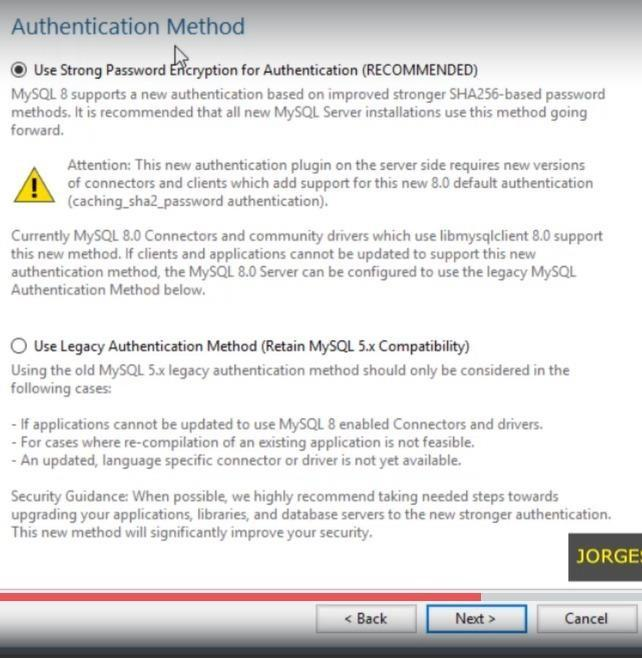 Authentication Method
Use Strong Password Encryption for Authentication (RECOMMENDED)
MySQL 8 supports a new authentication based on improved stronger SHA256-based password
methods. It is recommended that all new MySQL Server installations use this method going
forward.
Attention: This new authentication plugin on the server side requires new versions
of connectors and clients which add support for this new 8.0 default authentication
(caching_sha2_password authentication).
Currently MySQL 8.0 Connectors and community drivers which use libmysqlclient 8.0 support
this new method. If clients and applications cannot be updated to support this new
authentication method, the MySQL 8.0 Server can be configured to use the legacy MySQL
Authentication Method below.
Use Legacy Authentication Method (Retain MySQL 5.x Compatibility)
Using the old MySQL 5.x legacy authentication method should only be considered in the
following cases:
- If applications cannot be updated to use MySQL 8 enabled Connectors and drivers.
- For cases where re-compilation of an existing application is not feasible.
- An updated, language specific connector or driver is not yet available.
Security Guidance: When possible, we highly recommend taking needed steps towards
upgrading your applications, libraries, and database servers to the new stronger authentication.
This new method will significantly improve your security.
JORGES
< Back
Next >
Cancel